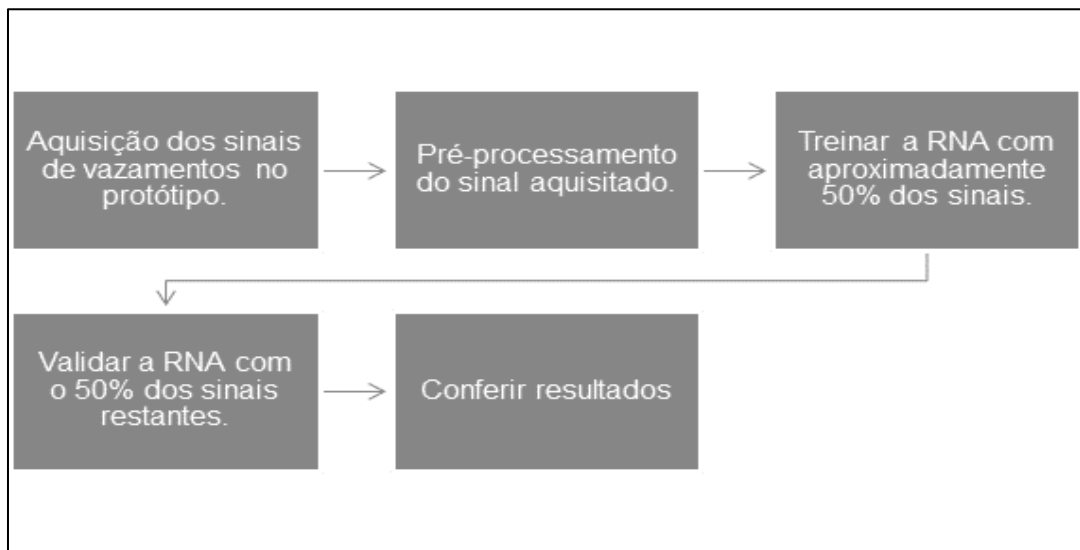 Aquisição dos sinais
de vazamentos no
protótipo.
Pré-processamento
do sinal aquisitado.
Treinar a RNA com
aproximadamente
50% dos sinais.
Validar a RNA com
o 50% dos sinais
restantes.
Conferir resultados